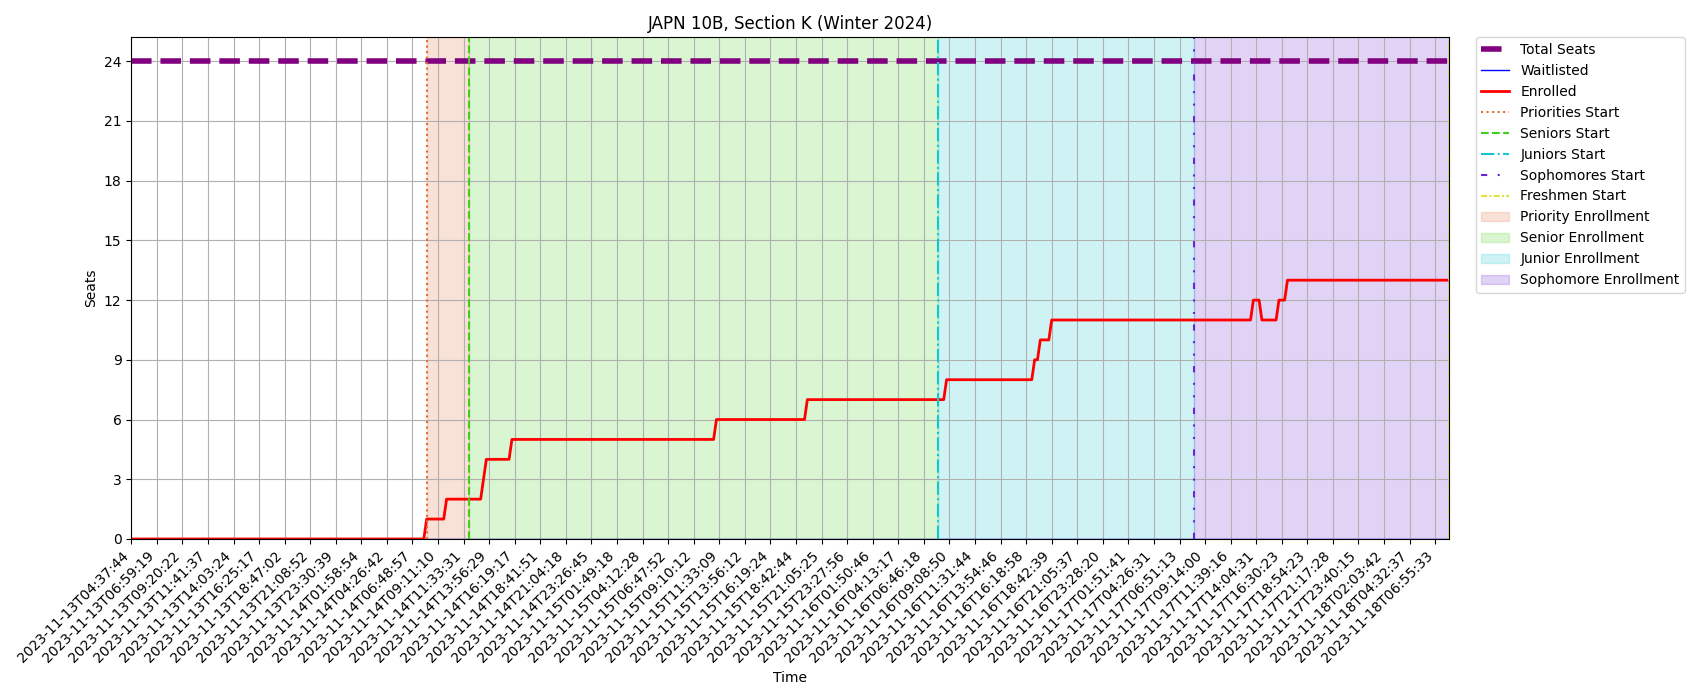 JAPN 10B, Section K (Winter 2024)
Seats
24
21
18
15
12
9
6
3
0
2023-11-13T04:37:44
2023-11-13T06:59:19
2023-11-13T09:20:22
2023-11-13T11:41:37
2023-11-13T14:03:24
2023-11-13T16:25:17
2023-11-13T18:47:02
2023-11-13T21:08:52
2023-11-13T23:30:39
2023-11-14T01:58:54
2023-11-14T04:26:42
2023-11-14T06:48:57
2023-11-14T09:11:10
2023-11-14T11:33:31
2023-11-14T13:56:29
2023-11-14T16:19:17
2023-11-14T18:41:51
2023-11-14T21:04:18
2023-11-14T23:26:45
2023-11-15T01:49:18
2023-11-15T04:12:28
2023-11-15T06:47:52
2023-11-15T09:10:12
2023-11-15T11:33:09
2023-11-15T13:56:12
2023-11-15T16:19:24
2023-11-15T18:42:44
2023-11-15T21:05:25
2023-11-15T23:27:56
2023-11-16T01:50:46
2023-11-16T04:13:17
2023-11-16T06:46:18
2023-11-16T09:08:50
2023-11-16T11:31:44
2023-11-16T13:54:46
2023-11-16T16:18:58
2023-11-16T18:42:39
2023-11-16T21:05:37
2023-11-16T23:28:20
2023-11-17T01:51:41
2023-11-17T04:26:31
2023-11-17T06:51:13
2023-11-17T09:14:00
2023-11-17T11:39:16
2023-11-17T14:04:31
2023-11-17T16:30:23
2023-11-17T18:54:23
2023-11-17T21:17:28
2023-11-17T23:40:15
2023-11-18T02:03:42
2023-11-18T04:32:37
2023-11-18T06:55:33
Time
Total Seats
Waitlisted
Enrolled
Priorities Start
Seniors Start
Juniors Start
Sophomores Start
Freshmen Start
Priority Enrollment
Senior Enrollment
Junior Enrollment
Sophomore Enrollment